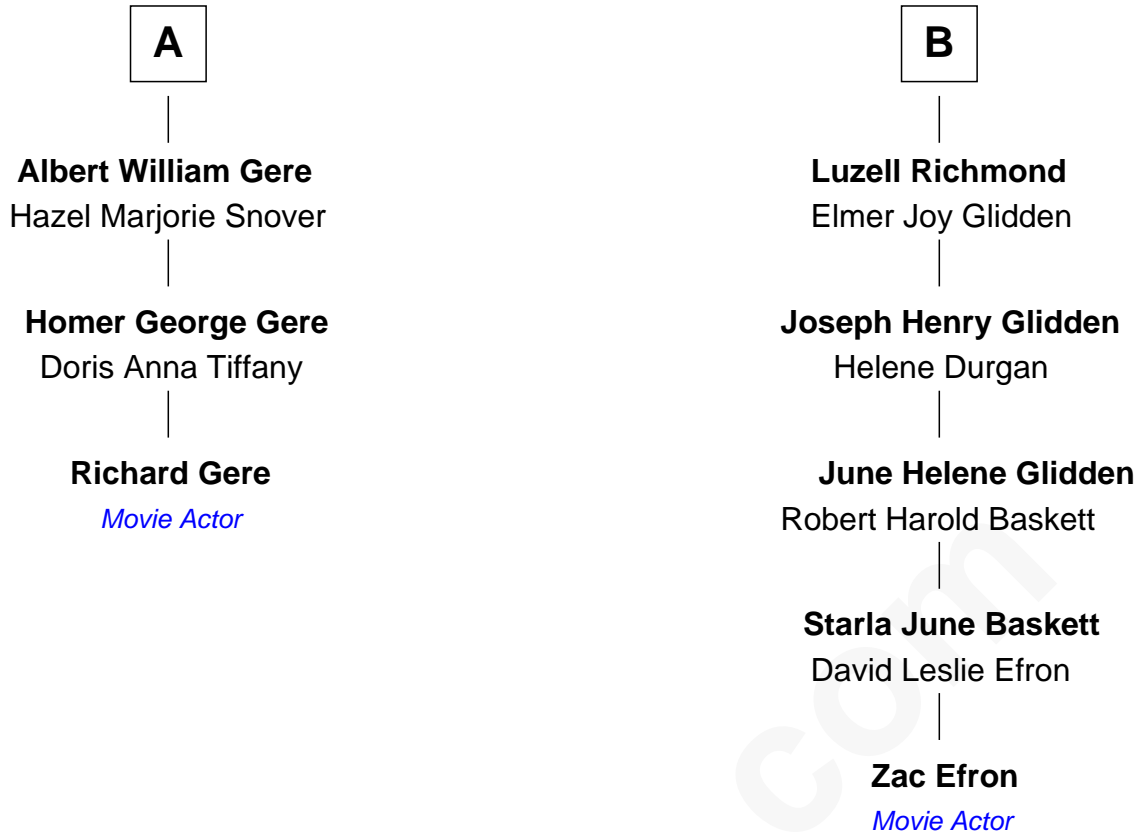 A
Albert William Gere
Hazel Marjorie Snover
Homer George Gere
Doris Anna Tiffany
Richard Gere
Movie Actor
B
Luzell Richmond
Elmer Joy Glidden
Joseph Henry Glidden
Helene Durgan
June Helene Glidden
Robert Harold Baskett
Starla June Baskett
David Leslie Efron
Zac Efron
Movie Actor
com